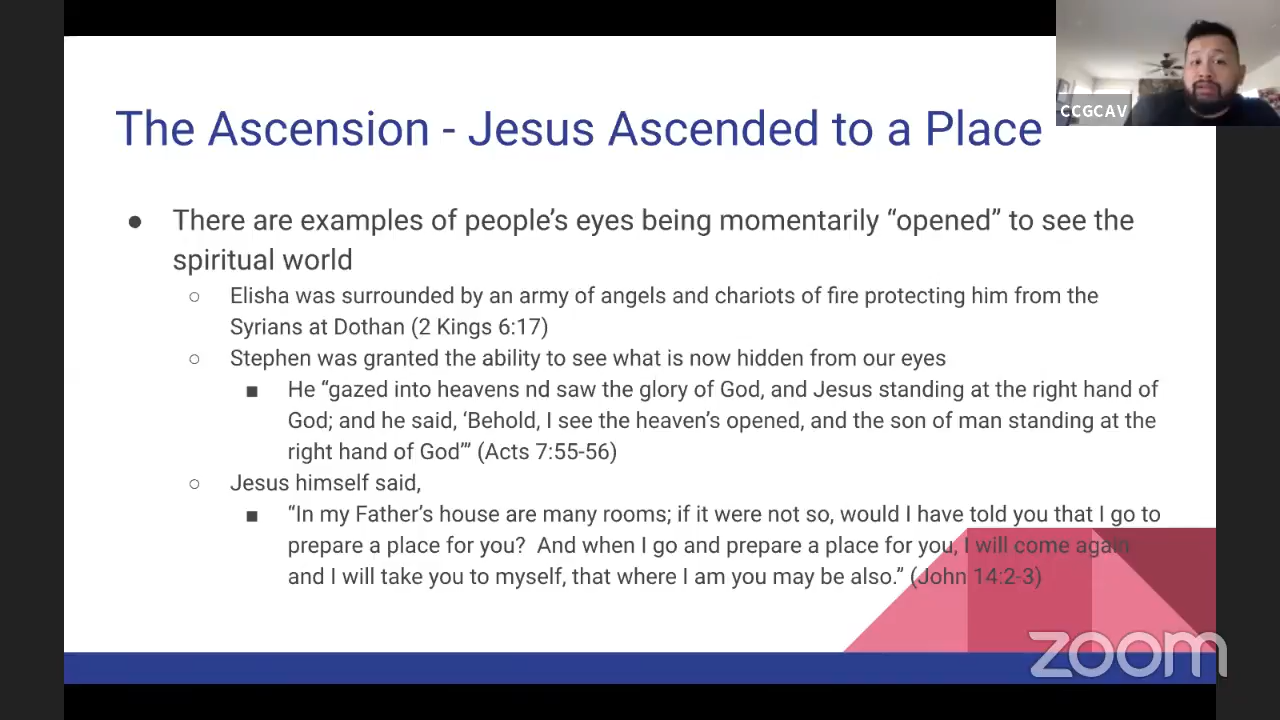 CCGCAV
The Ascension - Jesus Ascended to a Place
● There are examples of people’s eyes being momentarily “opened” to see the
spiritual world
○ Elisha was surrounded by an army of angels and chariots of fire protecting him from the
Syrians at Dothan (2 Kings 6:17)
○ Stephen was granted the ability to see what is now hidden from our eyes
■ He “gazed into heavens nd saw the glory of God, and Jesus standing at the right hand of
God; and he said, ‘Behold, I see the heaven’s opened, and the son of man standing at the
right hand of God’” (Acts 7:55-56)
○ Jesus himself said,
■ “In my Father’s house are many rooms; if it were not so, would I have told you that I go to
prepare a place for you?  And when I go and prepare a place for you, I will come again
and I will take you to myself, that where I am you may be also.” (John 14:2-3)
zoom